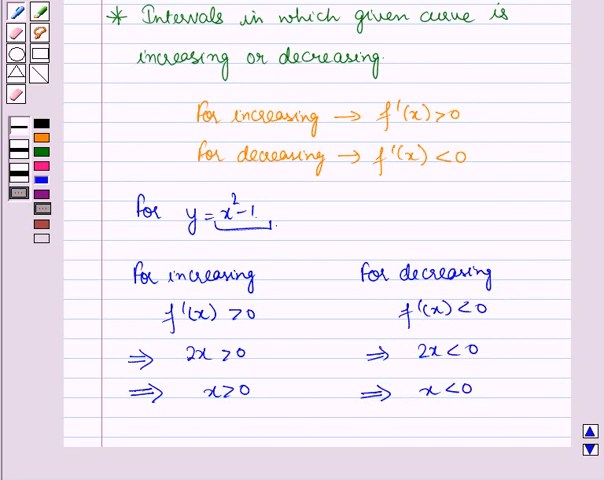 * Intervals in which given curve is
increasing or decreasing.
For increasing → f'(x) > 0
For decreasing → f'(x) < 0
For y = x² - 1.
For increasing
f'(x) > 0
⇒ 2x > 0
⇒ x > 0
For decreasing
f'(x) < 0
⇒ 2x < 0
⇒ x < 0